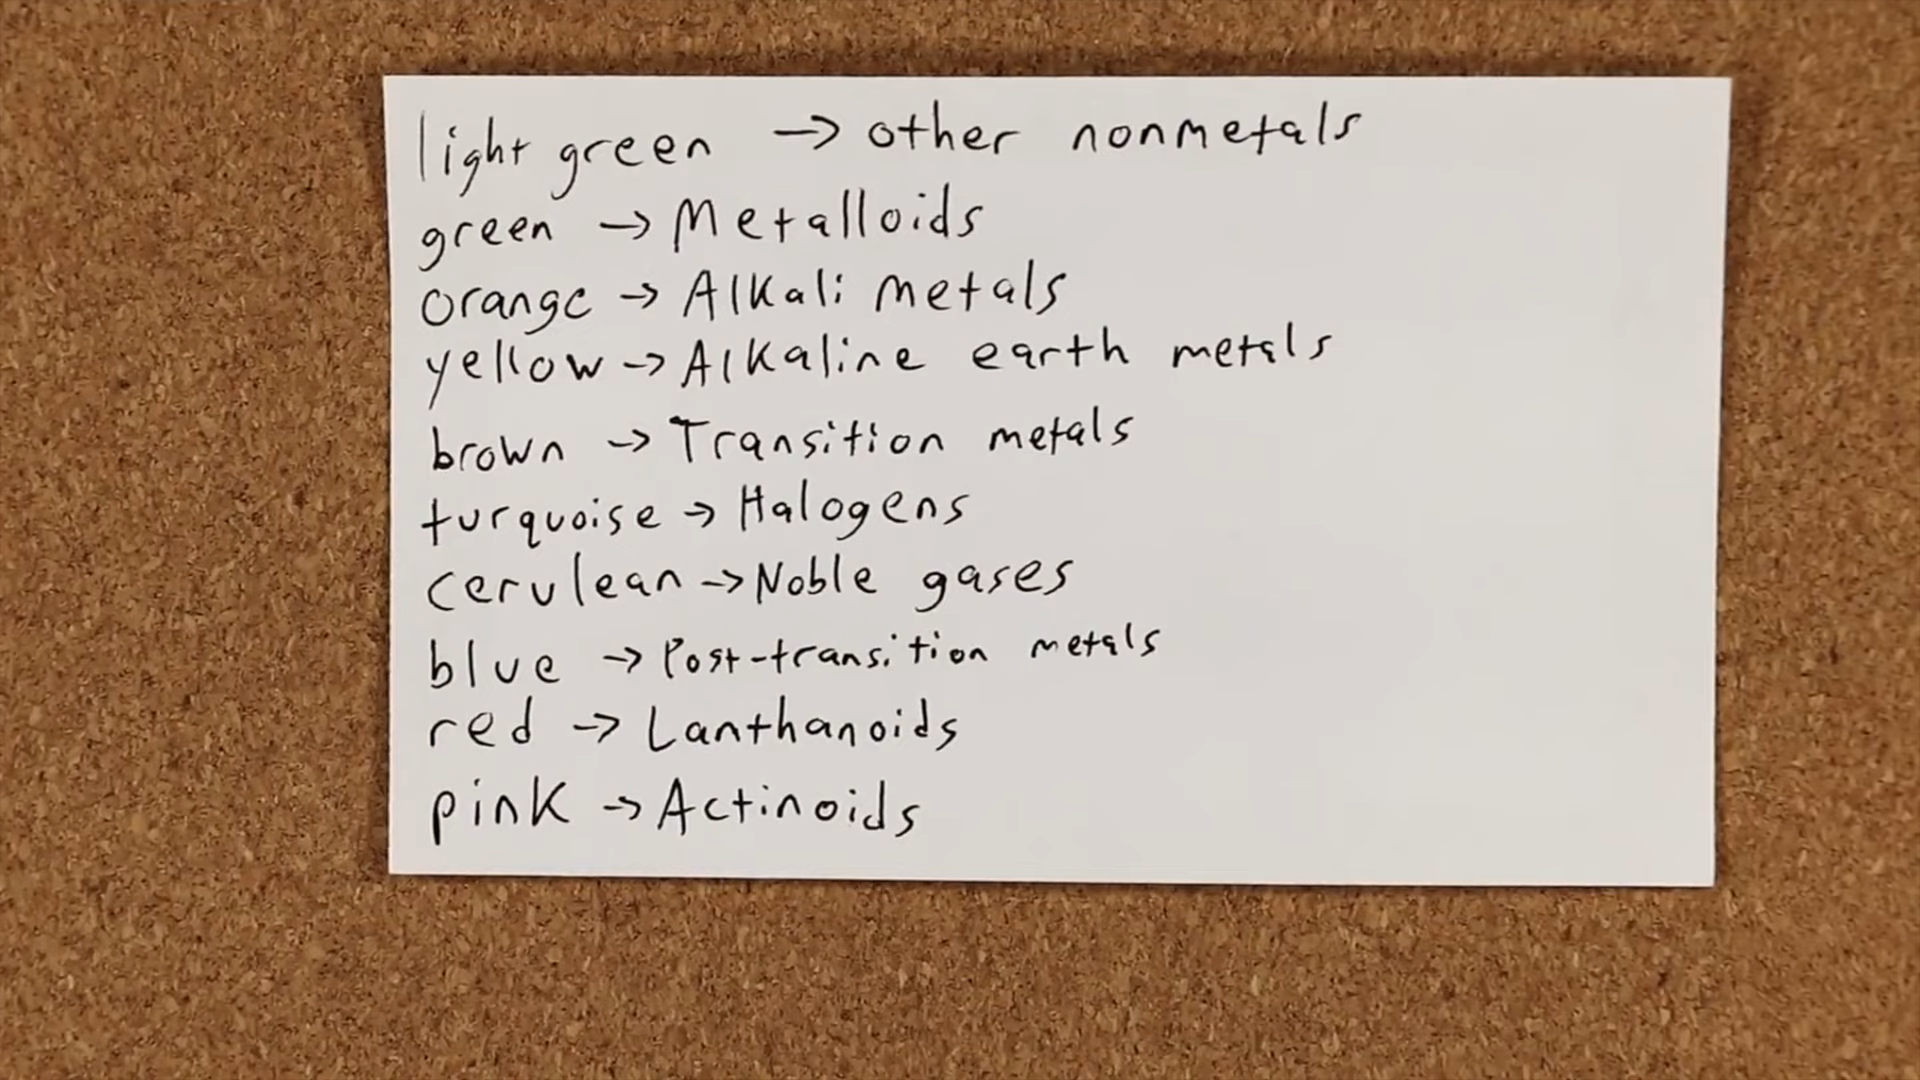 light green → other nonmetals
green → Metalloids
orange → Alkali metals
yellow → Alkaline earth metals
brown → Transition metals
turquoise → Halogens
cerulean → Noble gases
blue → Post-transition metals
red → Lanthanoids
pink → Actinoids